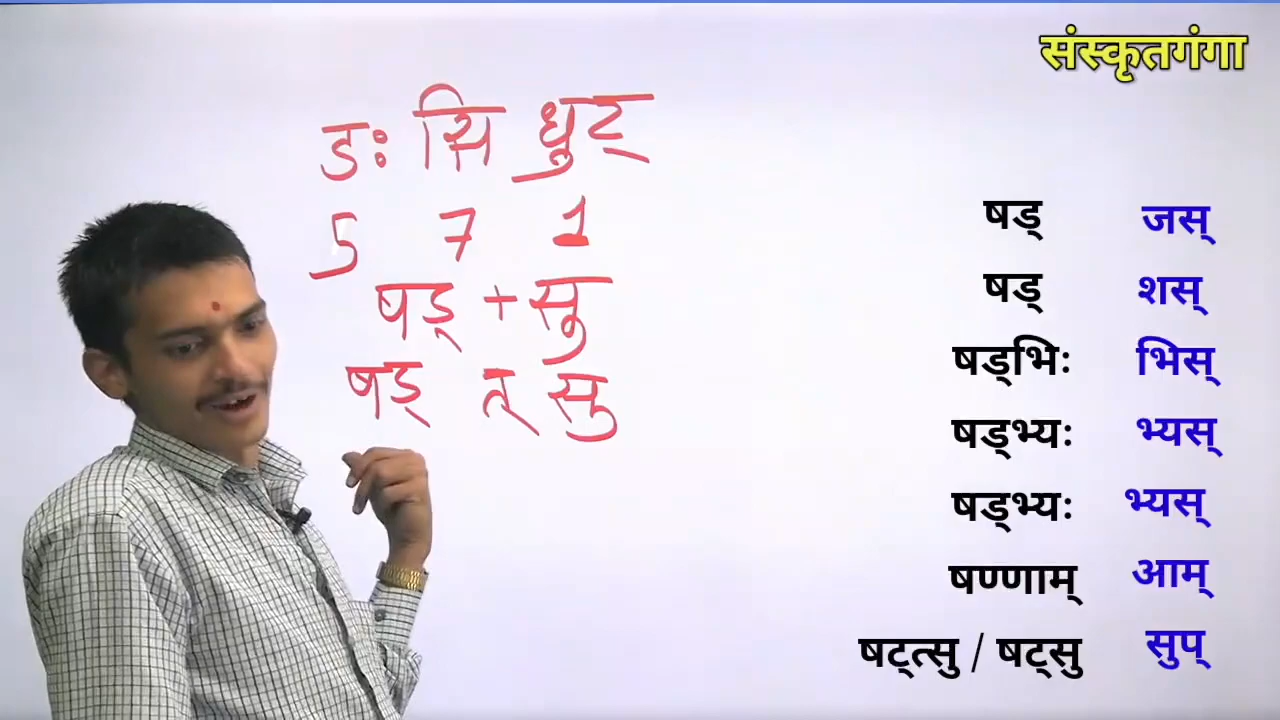 संस्कृतगंगा
डः सि धुट्
5 7 1
षड् + सु
षड् त् सु
षड् जस्
षड् शस्
षड्भिः भिस्
षड्भ्यः भ्यस्
षड्भ्यः भ्यस्
षण्णाम् आम्
षट्त्सु / षट्सु सुप्